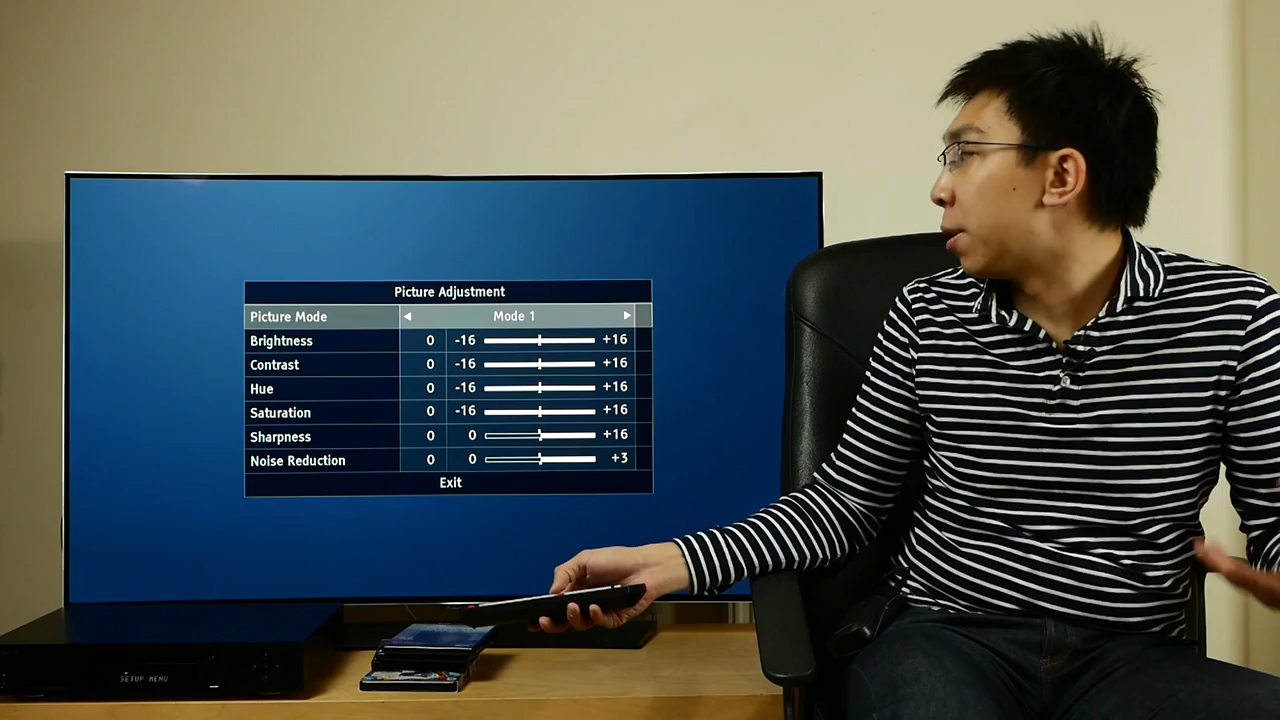 Picture Adjustment
Picture Mode ◀ Mode 1 ▶
Brightness 0 -16 +16
Contrast 0 -16 +16
Hue 0 -16 +16
Saturation 0 -16 +16
Sharpness 0 0 +16
Noise Reduction 0 0 +3
Exit
SETUP MENU